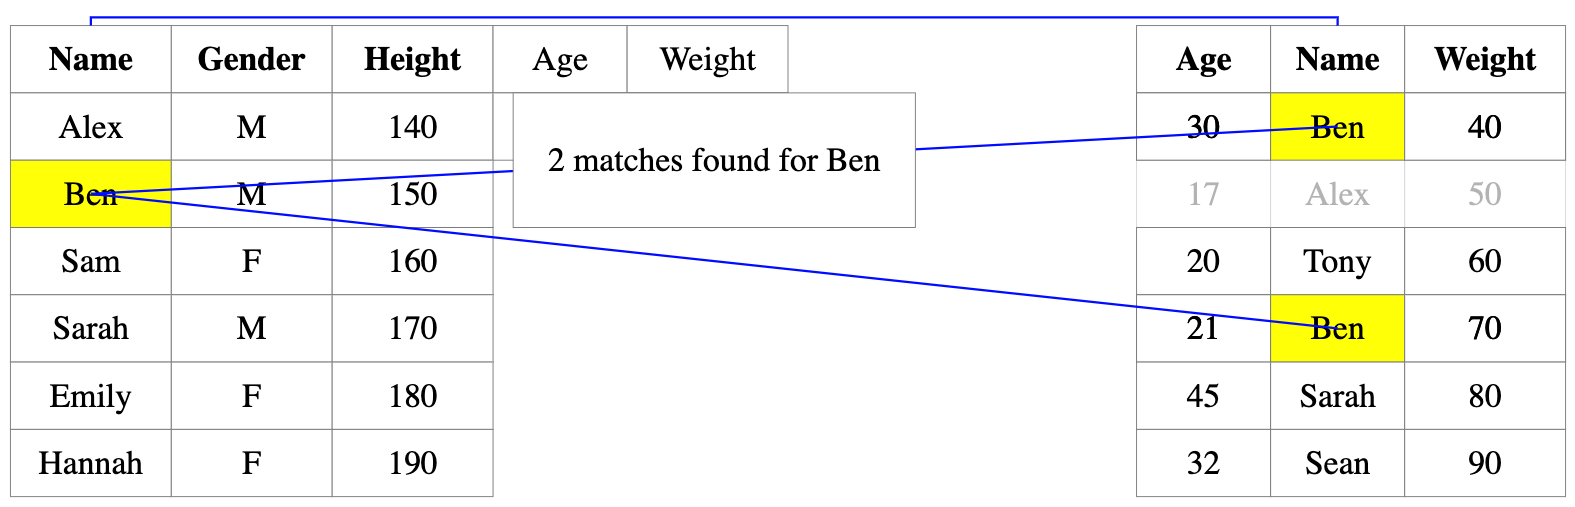 Name Gender Height Age Weight Age Name Weight
Alex M 140 30 Ben 40
2 matches found for Ben
Ben M 150 17 Alex 50
Sam F 160 20 Tony 60
Sarah M 170 21 Ben 70
Emily F 180 45 Sarah 80
Hannah F 190 32 Sean 90